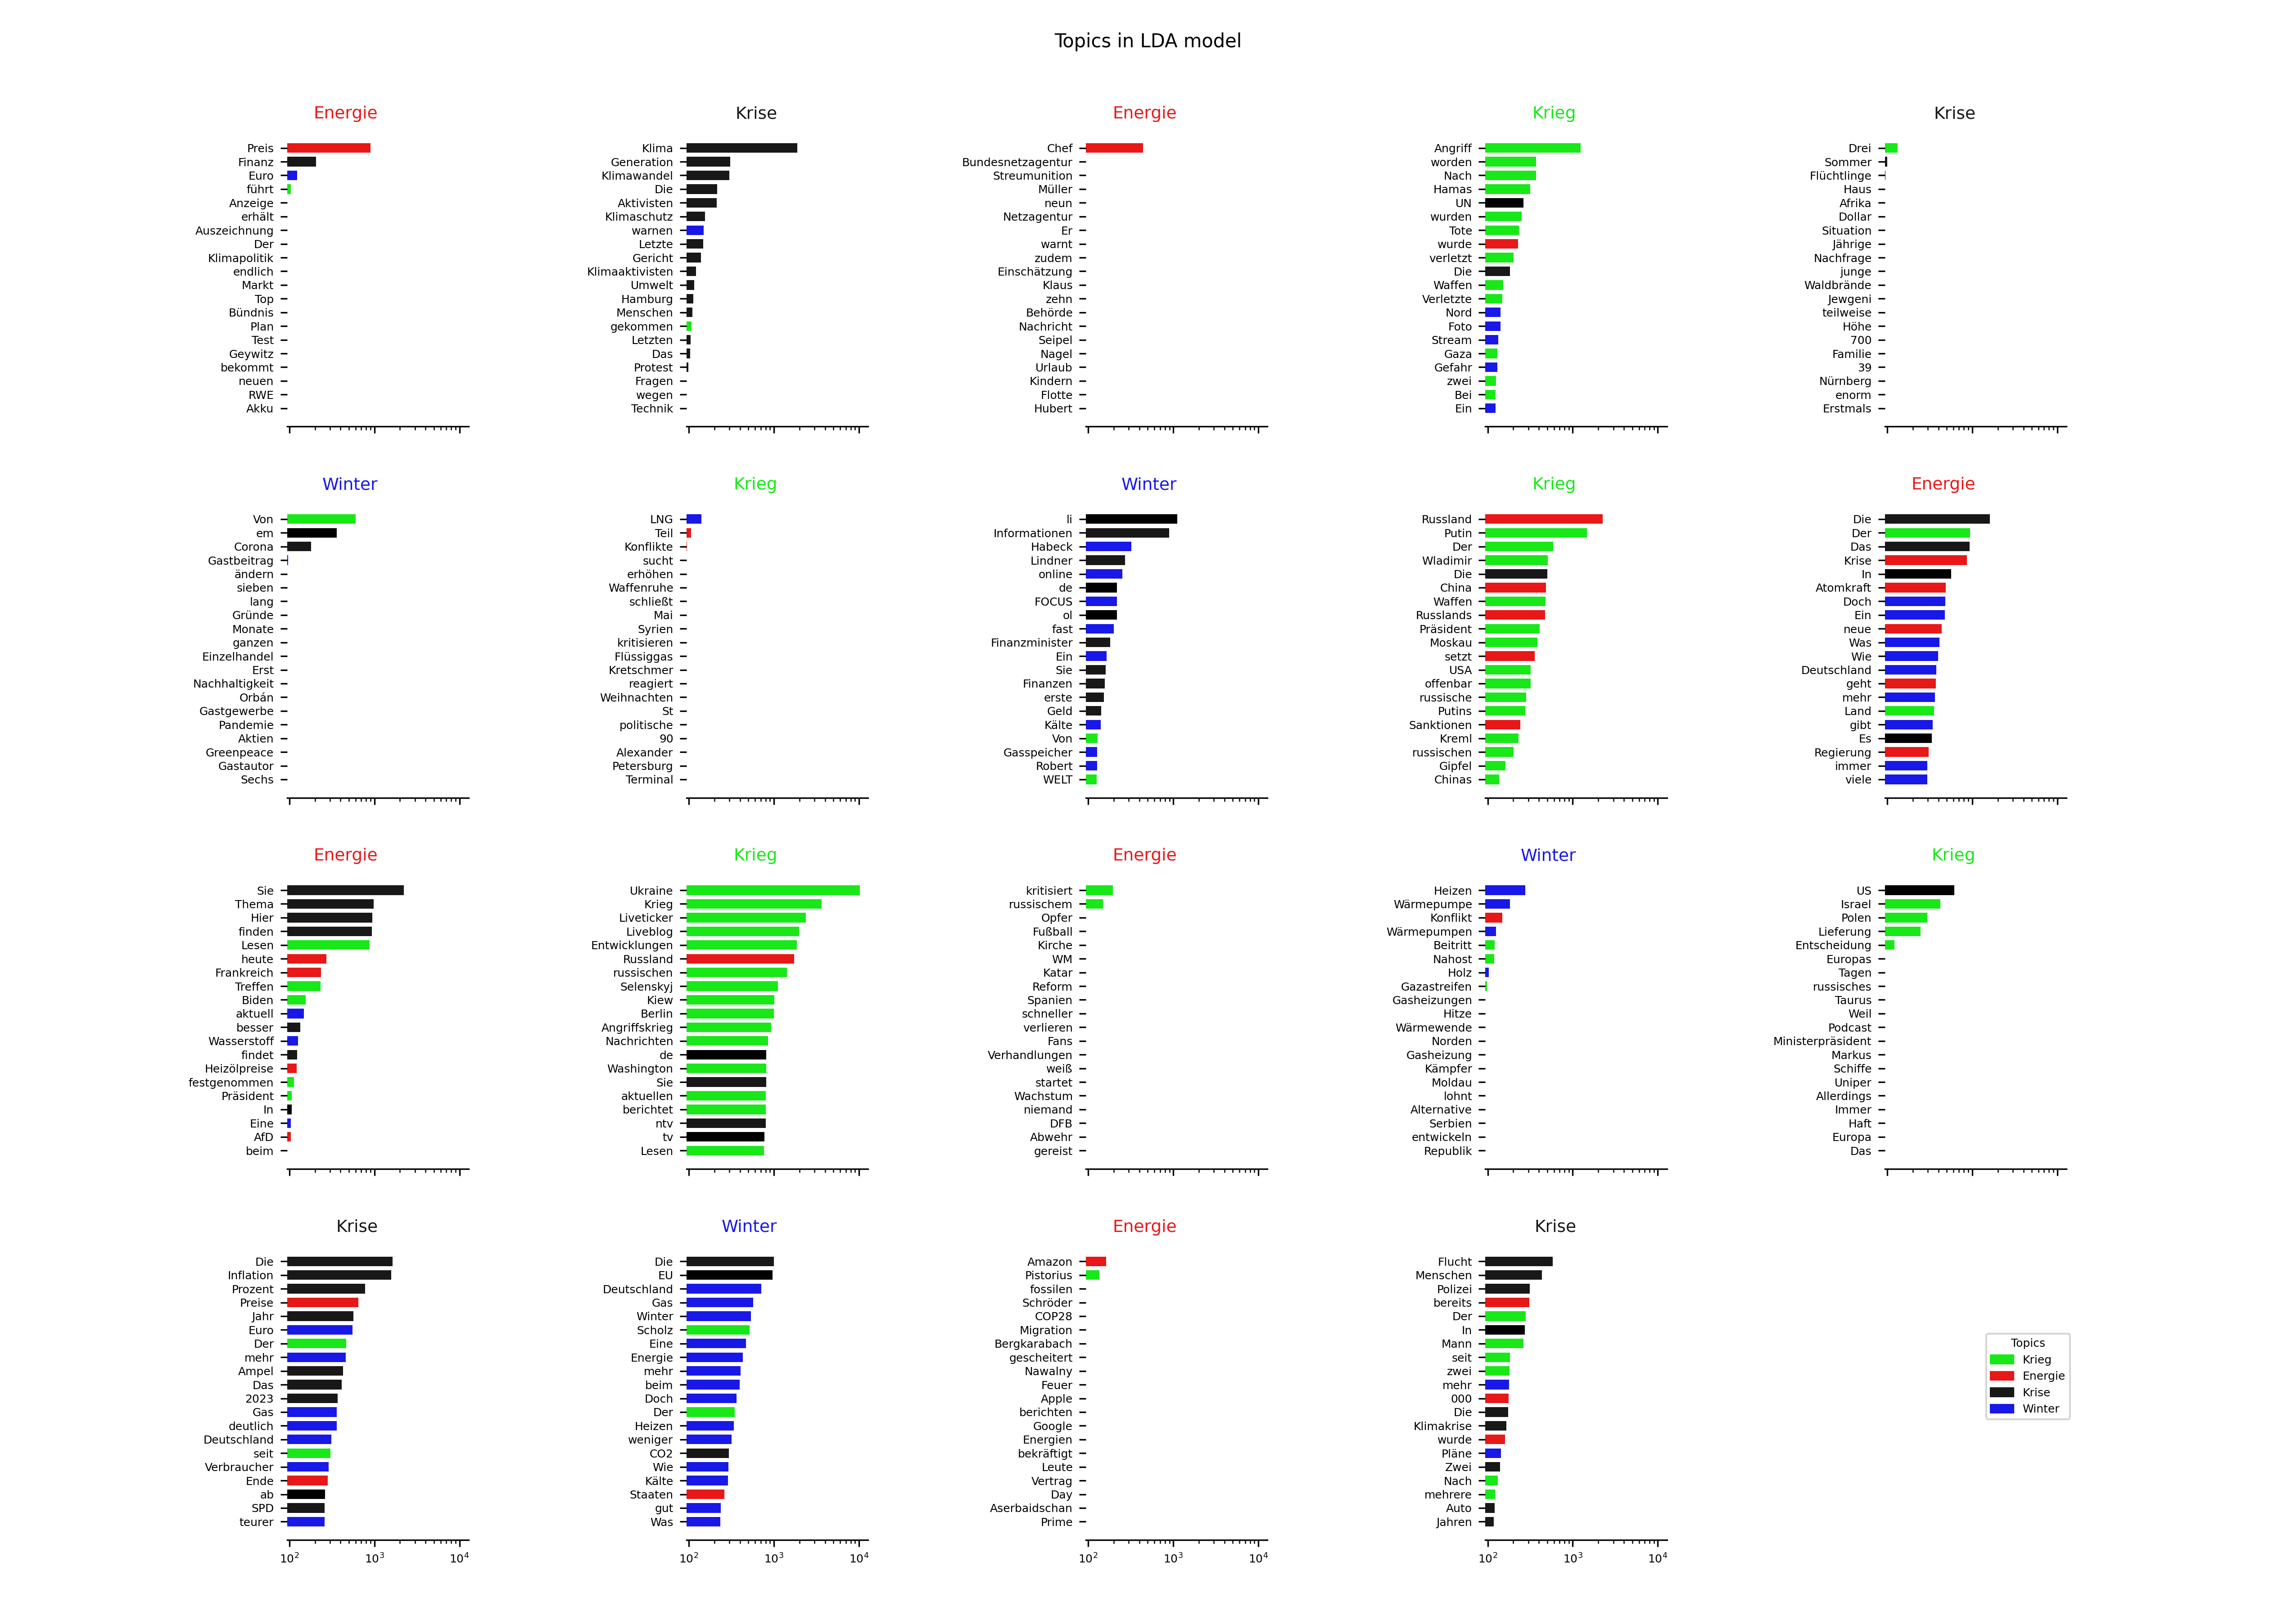 Topics in LDA model
Energie
Preis
Finanz
Euro
führt
Anzeige
erhält
Auszeichnung
Der
Klimapolitik
endlich
Markt
Top
Bündnis
Plan
Test
Geywitz
bekommt
neuen
RWE
Akku
Krise
Klima
Generation
Klimawandel
Die
Aktivisten
Klimaschutz
warnen
Letzte
Gericht
Klimaaktivisten
Umwelt
Hamburg
Menschen
gekommen
Letzten
Das
Protest
Fragen
wegen
Technik
Energie
Chef
Bundesnetzagentur
Streumunition
Müller
neun
Netzagentur
Er
warnt
zudem
Einschätzung
Klaus
zehn
Behörde
Nachricht
Seipel
Nagel
Urlaub
Kindern
Flotte
Hubert
Krieg
Angriff
worden
Nach
Hamas
UN
wurden
Tote
wurde
verletzt
Die
Waffen
Verletzte
Nord
Foto
Stream
Gaza
Gefahr
zwei
Bei
Ein
Krise
Drei
Sommer
Flüchtlinge
Haus
Afrika
Dollar
Situation
Jährige
Nachfrage
junge
Waldbrände
Jewgeni
teilweise
Höhe
700
Familie
39
Nürnberg
enorm
Erstmals
Winter
Von
em
Corona
Gastbeitrag
ändern
sieben
lang
Gründe
Monate
ganzen
Einzelhandel
Erst
Nachhaltigkeit
Orbán
Gastgewerbe
Pandemie
Aktien
Greenpeace
Gastautor
Sechs
Krieg
LNG
Teil
Konflikte
sucht
erhöhen
Waffenruhe
schließt
Mai
Syrien
kritisieren
Flüssiggas
Kretschmer
reagiert
Weihnachten
St
politische
90
Alexander
Petersburg
Terminal
Winter
li
Informationen
Habeck
Lindner
online
de
FOCUS
ol
fast
Finanzminister
Ein
Sie
Finanzen
erste
Geld
Kälte
Von
Gasspeicher
Robert
WELT
Krieg
Russland
Putin
Der
Wladimir
Die
China
Waffen
Russlands
Präsident
Moskau
setzt
USA
offenbar
russische
Putins
Sanktionen
Kreml
russischen
Gipfel
Chinas
Energie
Die
Der
Das
Krise
In
Atomkraft
Doch
Ein
neue
Was
Wie
Deutschland
geht
mehr
Land
gibt
Es
Regierung
immer
viele
Energie
Sie
Thema
Hier
finden
Lesen
heute
Frankreich
Treffen
Biden
aktuell
besser
Wasserstoff
findet
Heizölpreise
festgenommen
Präsident
In
Eine
AfD
beim
Krieg
Ukraine
Krieg
Liveticker
Liveblog
Entwicklungen
Russland
russischen
Selenskyj
Kiew
Berlin
Angriffskrieg
Nachrichten
de
Washington
Sie
aktuellen
berichtet
ntv
tv
Lesen
Energie
kritisiert
russischem
Opfer
Fußball
Kirche
WM
Katar
Reform
Spanien
schneller
verlieren
Fans
Verhandlungen
weiß
startet
Wachstum
niemand
DFB
Abwehr
gereist
Winter
Heizen
Wärmepumpe
Konflikt
Wärmepumpen
Beitritt
Nahost
Holz
Gazastreifen
Gasheizungen
Hitze
Wärmewende
Norden
Gasheizung
Kämpfer
Moldau
lohnt
Alternative
Serbien
entwickeln
Republik
Krieg
US
Israel
Polen
Lieferung
Entscheidung
Europas
Tagen
russisches
Taurus
Weil
Podcast
Ministerpräsident
Markus
Schiffe
Uniper
Allerdings
Immer
Haft
Europa
Das
Krise
Die
Inflation
Prozent
Preise
Jahr
Euro
Der
mehr
Ampel
Das
2023
Gas
deutlich
Deutschland
seit
Verbraucher
Ende
ab
SPD
teurer
10² 10³ 10⁴
Winter
Die
EU
Deutschland
Gas
Winter
Scholz
Eine
Energie
mehr
beim
Doch
Der
Heizen
weniger
CO2
Wie
Kälte
Staaten
gut
Was
10² 10³ 10⁴
Energie
Amazon
Pistorius
fossilen
Schröder
COP28
Migration
Bergkarabach
gescheitert
Nawalny
Feuer
Apple
berichten
Google
Energien
bekräftigt
Leute
Vertrag
Day
Aserbaidschan
Prime
10² 10³ 10⁴
Krise
Flucht
Menschen
Polizei
bereits
Der
In
Mann
seit
zwei
mehr
000
Die
Klimakrise
wurde
Pläne
Zwei
Nach
mehrere
Auto
Jahren
10² 10³ 10⁴
Topics
Krieg
Energie
Krise
Winter